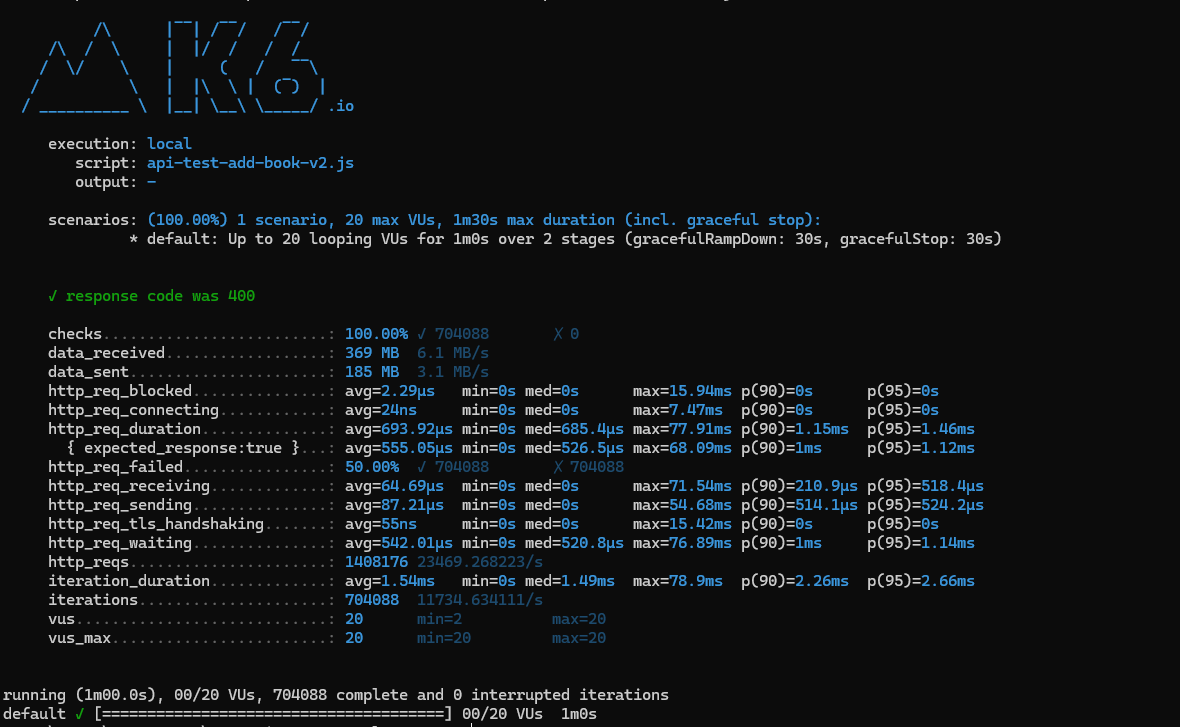 .io
execution: local
script: api-test-add-book-v2.js
output: -
scenarios: (100.00%) 1 scenario, 20 max VUs, 1m30s max duration (incl. graceful stop):
* default: Up to 20 looping VUs for 1m0s over 2 stages (gracefulRampDown: 30s, gracefulStop: 30s)
✓ response code was 400
checks.........................: 100.00% ✓ 704088 ✗ 0
data_received..................: 369 MB 6.1 MB/s
data_sent......................: 185 MB 3.1 MB/s
http_req_blocked...............: avg=2.29µs min=0s med=0s max=15.94ms p(90)=0s p(95)=0s
http_req_connecting............: avg=24ns min=0s med=0s max=7.47ms p(90)=0s p(95)=0s
http_req_duration..............: avg=693.92µs min=0s med=685.4µs max=77.91ms p(90)=1.15ms p(95)=1.46ms
{ expected_response:true }...: avg=555.05µs min=0s med=526.5µs max=68.09ms p(90)=1ms p(95)=1.12ms
http_req_failed................: 50.00% ✓ 704088 ✗ 704088
http_req_receiving.............: avg=64.69µs min=0s med=0s max=71.54ms p(90)=210.9µs p(95)=518.4µs
http_req_sending...............: avg=87.21µs min=0s med=0s max=54.68ms p(90)=514.1µs p(95)=524.2µs
http_req_tls_handshaking.......: avg=55ns min=0s med=0s max=15.42ms p(90)=0s p(95)=0s
http_req_waiting...............: avg=542.01µs min=0s med=520.8µs max=76.89ms p(90)=1ms p(95)=1.14ms
http_reqs......................: 1408176 23469.268223/s
iteration_duration.............: avg=1.54ms min=0s med=1.49ms max=78.9ms p(90)=2.26ms p(95)=2.66ms
iterations.....................: 704088 11734.634111/s
vus............................: 20 min=2 max=20
vus_max........................: 20 min=20 max=20
running (1m00.0s), 00/20 VUs, 704088 complete and 0 interrupted iterations
default ✓ [======================================] 00/20 VUs 1m0s